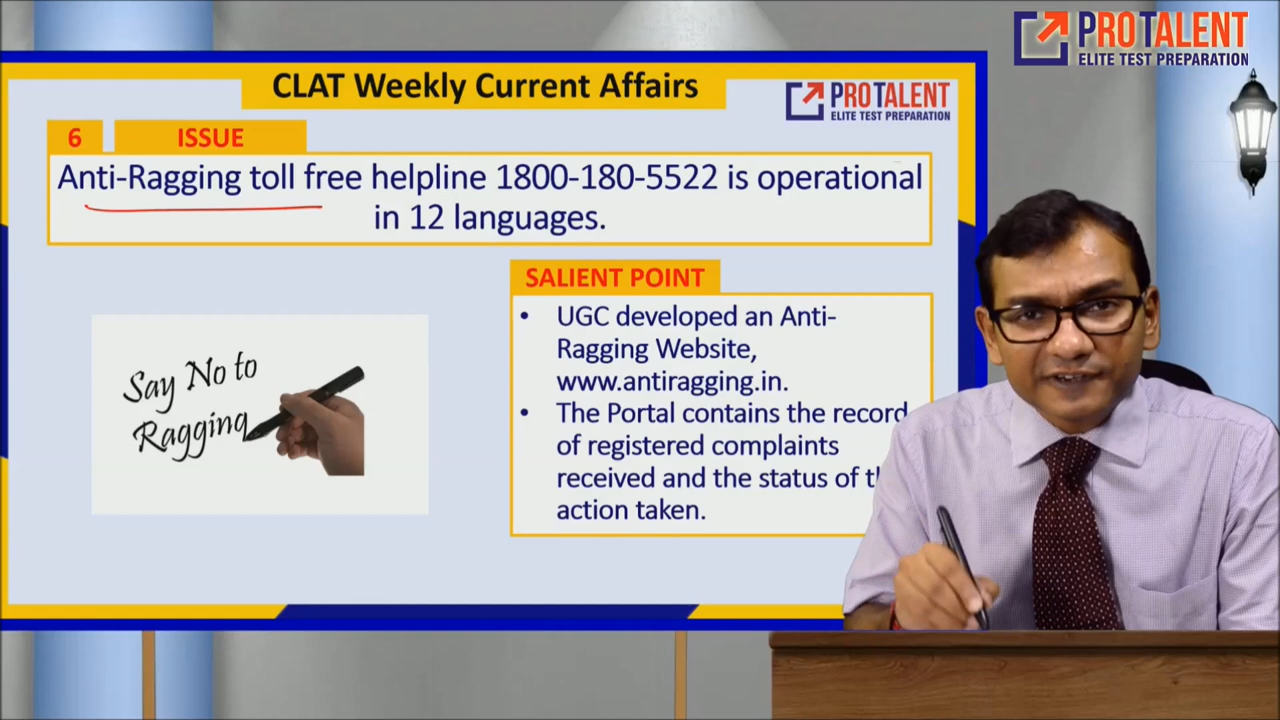 PROTALENT
ELITE TEST PREPARATION
CLAT Weekly Current Affairs
PROTALENT
ELITE TEST PREPARATION
6
ISSUE
Anti-Ragging toll free helpline 1800-180-5522 is operational
in 12 languages.
SALIENT POINT
• UGC developed an Anti-
Ragging Website,
www.antiragging.in.
• The Portal contains the record
of registered complaints
received and the status of
action taken.
Say No to
Ragging